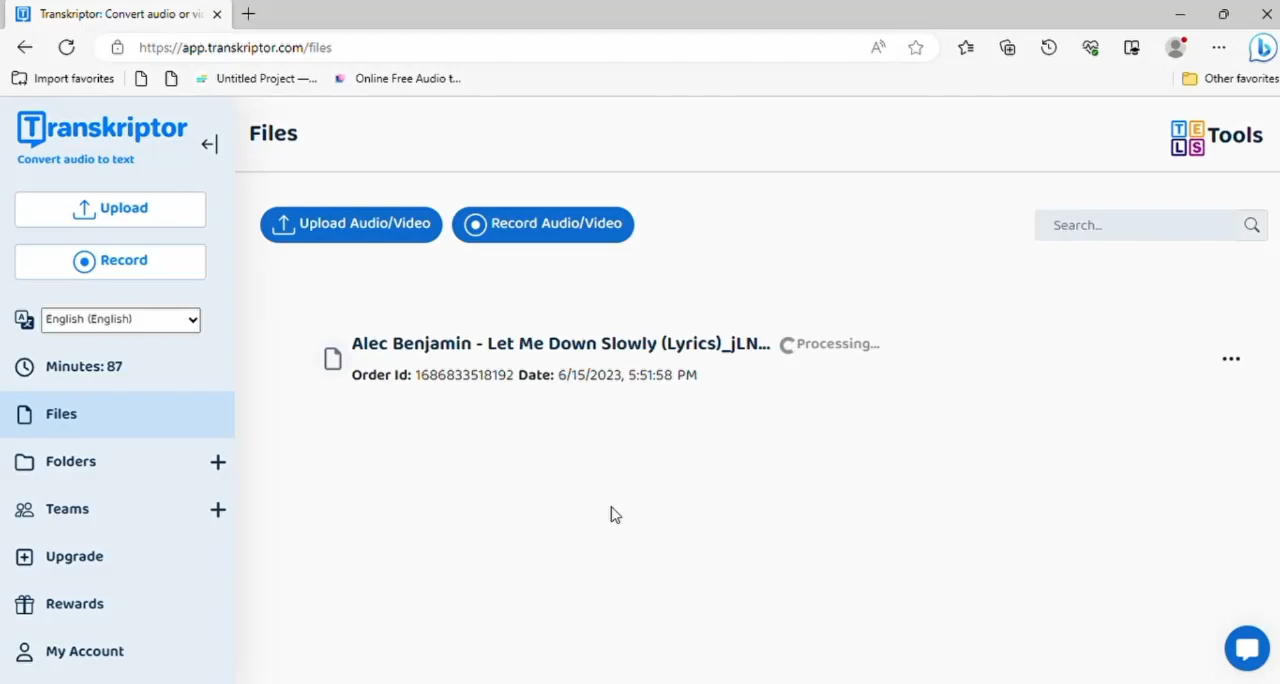 Transkriptor: Convert audio or vi
https://app.transkriptor.com/files
Import favorites
Untitled Project —...
Online Free Audio t...
Other favorites
Transkriptor
Convert audio to text
Files
TELS Tools
Upload
Upload Audio/Video
Record Audio/Video
Search...
Record
English (English)
Minutes: 87
Alec Benjamin - Let Me Down Slowly (Lyrics)_jLN...
Processing...
Order Id: 1686833518192 Date: 6/15/2023, 5:51:58 PM
Files
Folders
Teams
Upgrade
Rewards
My Account